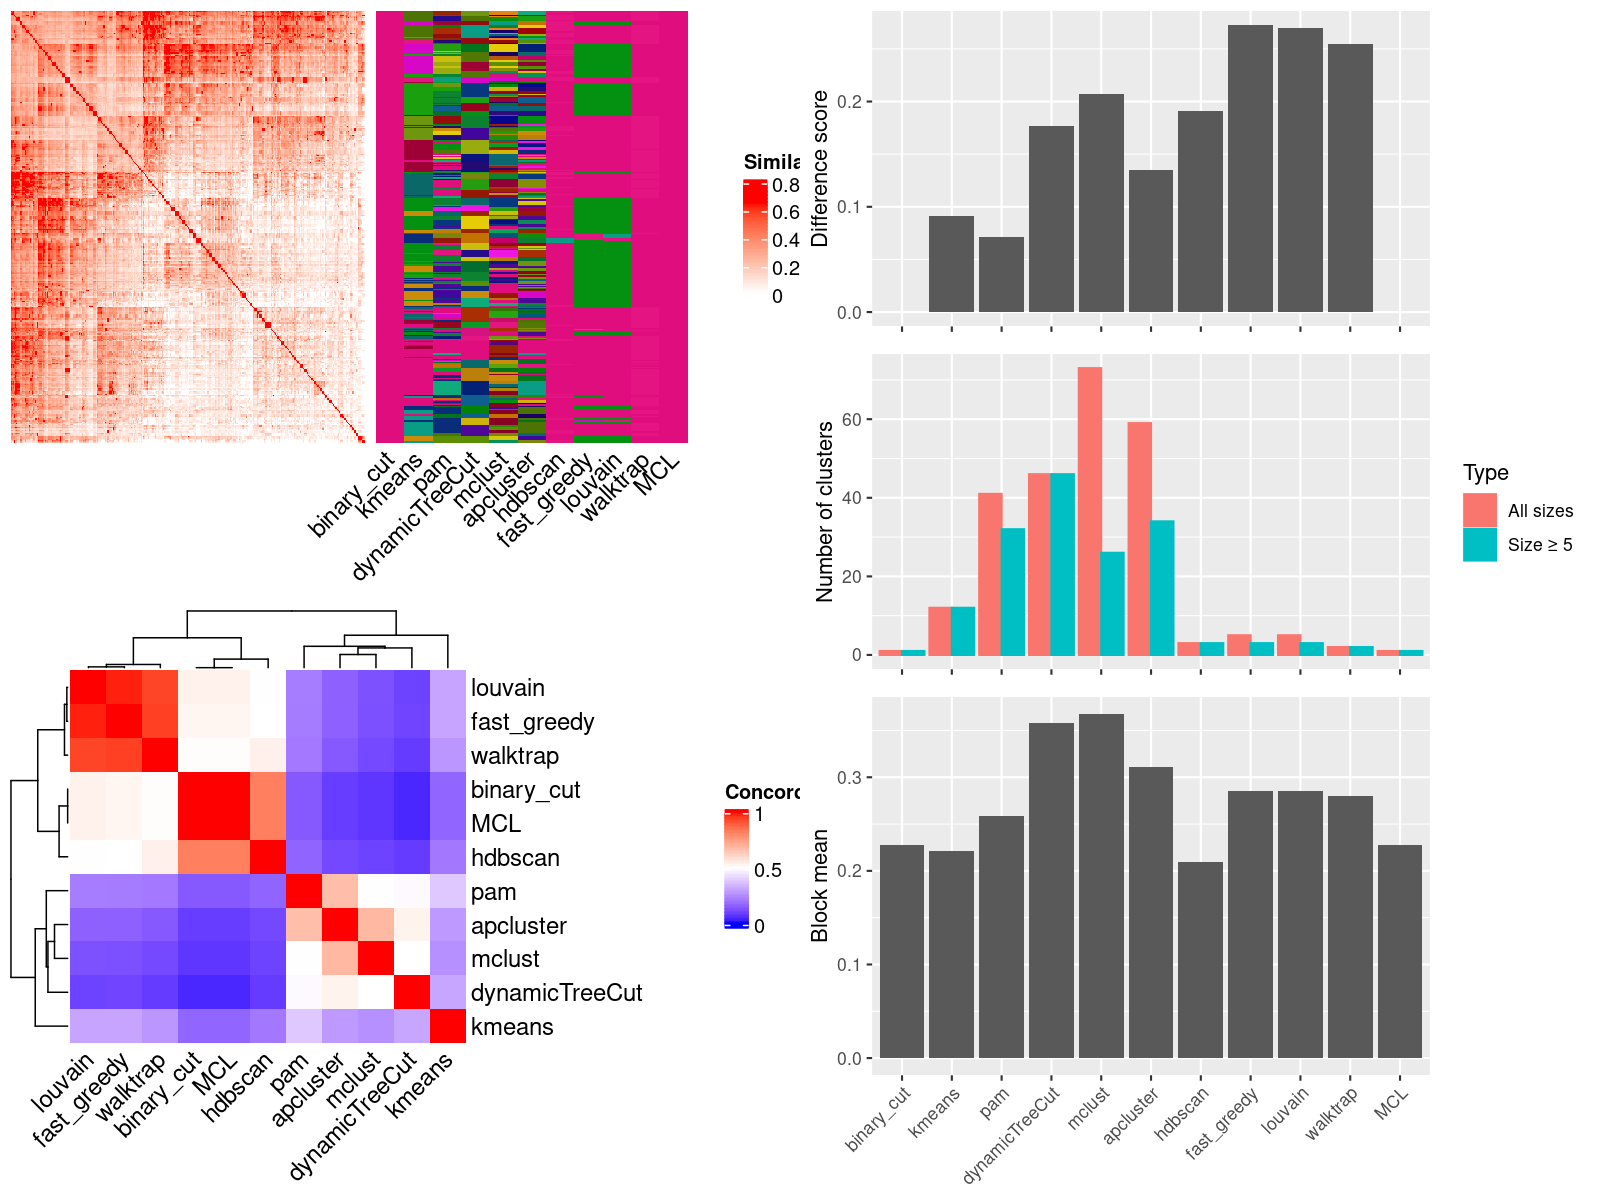 Simila
0.8
0.6
0.4
0.2
0
binary_cut
kmeans
pam
dynamicTreeCut
mclust
apcluster
hdbscan
fast_greedy
louvain
walktrap
MCL
Difference score
0.2
0.1
0.0
Number of clusters
60
40
20
0
Type
All sizes
Size ≥ 5
louvain
fast_greedy
walktrap
binary_cut
MCL
hdbscan
pam
apcluster
mclust
dynamicTreeCut
kmeans
louvain
fast_greedy
walktrap
binary_cut
MCL
hdbscan
pam
apcluster
mclust
dynamicTreeCut
kmeans
Concord
1
0.5
0
Block mean
0.3
0.2
0.1
0.0
binary_cut
kmeans
pam
dynamicTreeCut
mclust
apcluster
hdbscan
fast_greedy
louvain
walktrap
MCL